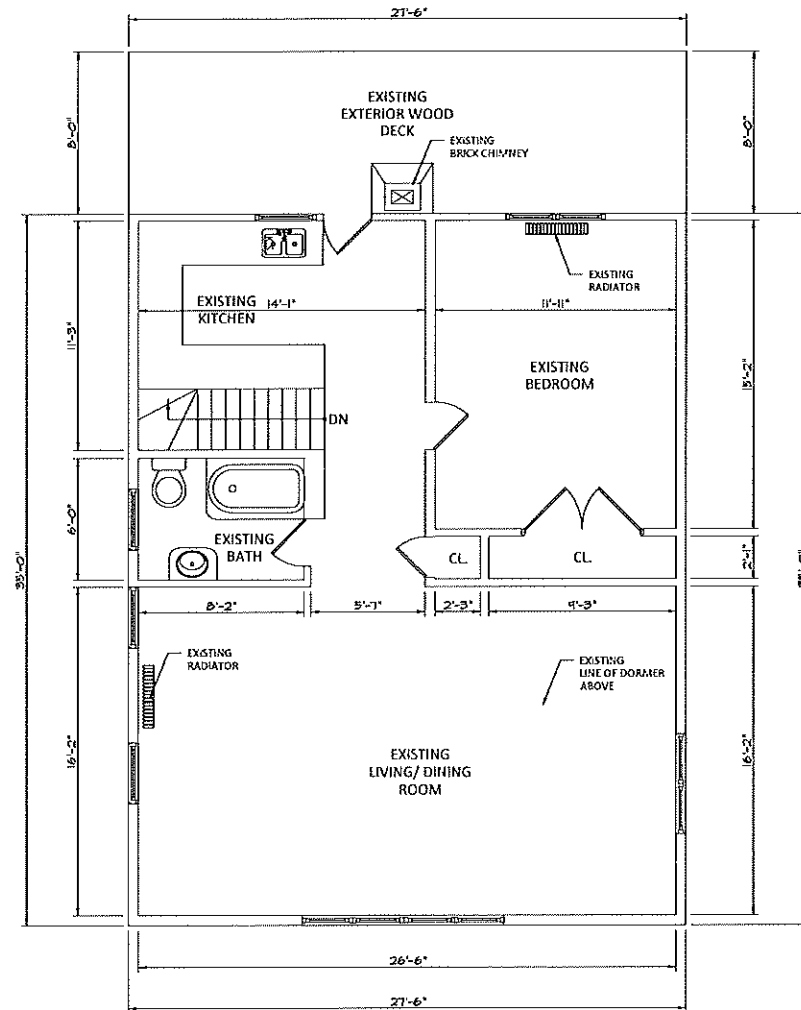 27'-6"
8'-0"
EXISTING
EXTERIOR WOOD
DECK
8'-0"
EXISTING
BRICK CHIMNEY
EXISTING
RADIATOR
EXISTING
KITCHEN
14'-1"
11'-11"
11'-3"
15'-2"
EXISTING
BEDROOM
DN
6'-0"
EXISTING
BATH
CL.
CL.
2'-1"
35'-0"
8'-2"
5'-7"
2'-3"
9'-3"
EXISTING
RADIATOR
EXISTING
LINE OF DORMER
ABOVE
16'-2"
EXISTING
LIVING/ DINING
ROOM
16'-2"
26'-6"
27'-6"